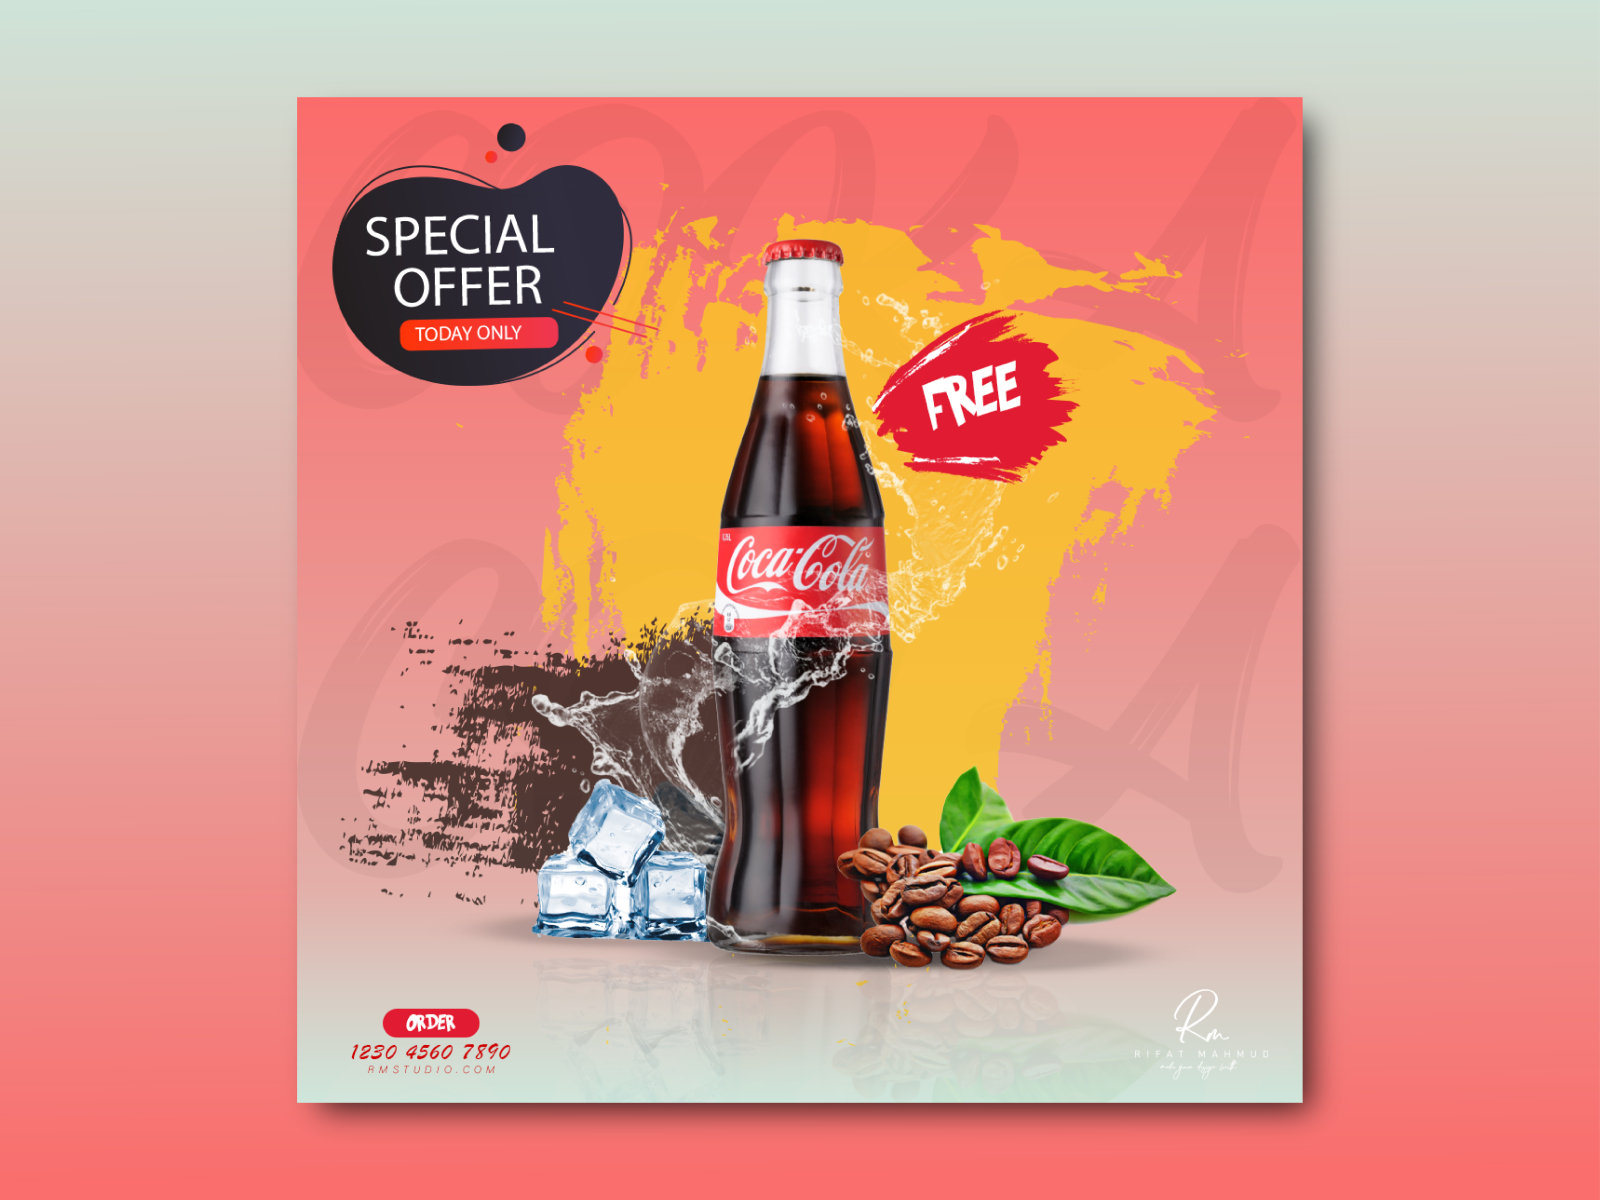 SPECIAL
OFFER
TODAY ONLY
FREE
Coca-Cola
ORDER
1230 4560 7890
RMSTUDIO.COM
Rm
RIFAT MAHMUD